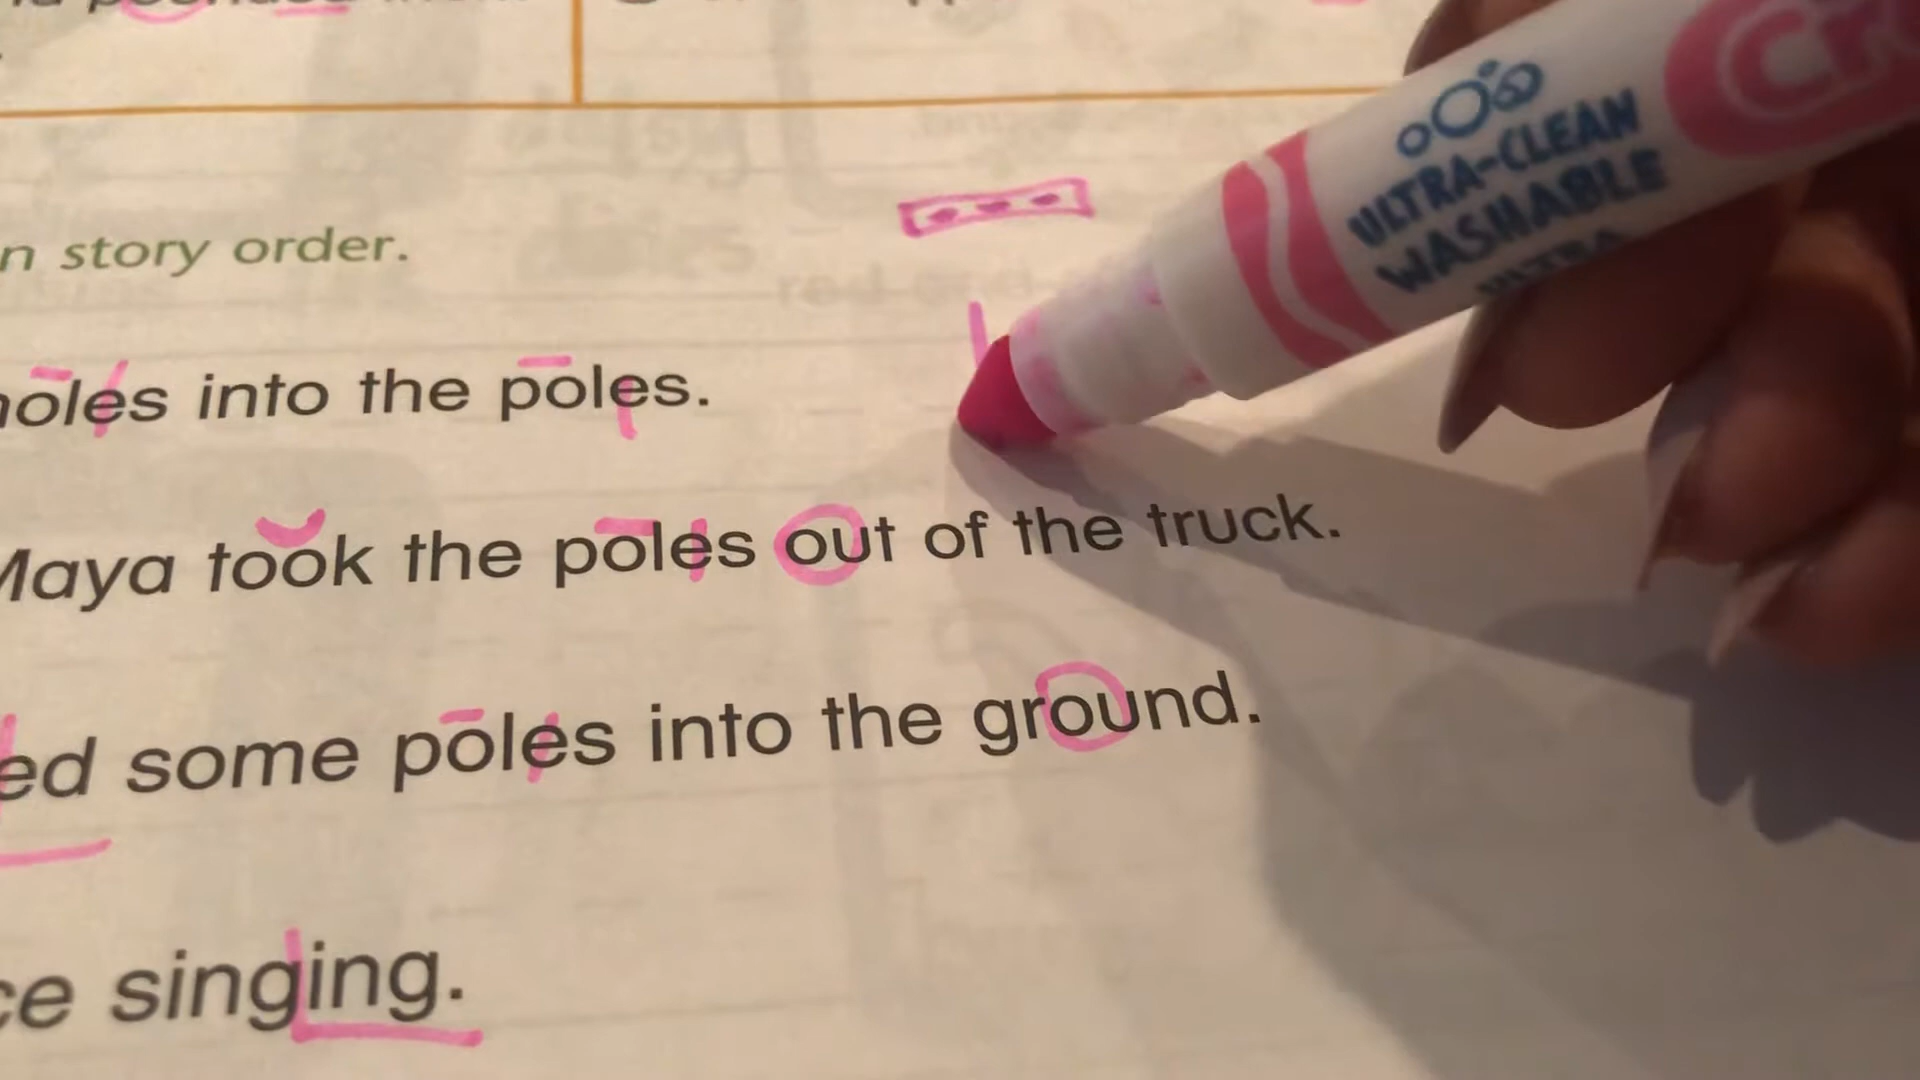 story order.
into the poles.
Maya took the poles out of the truck.
ed some poles into the ground.
ce singing.
ULTRA-CLEAN
WASHABLE
ULTRA